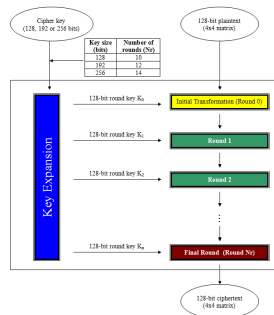 Cipher key
(128, 192 or 256
bits)
128-bit plaintext
(4x4 matrix)
Key size
(bits)
Number of
rounds (Nr)
128 10
192 12
256 14
Key Expansion
128-bit round key K₀
Initial Transformation (Round 0)
128-bit round key K₁
Round 1
128-bit round key K₂
Round 2
⋮
128-bit round key Kₙ
Final Round (Round Nr)
128-bit ciphertext
(4x4 matrix)